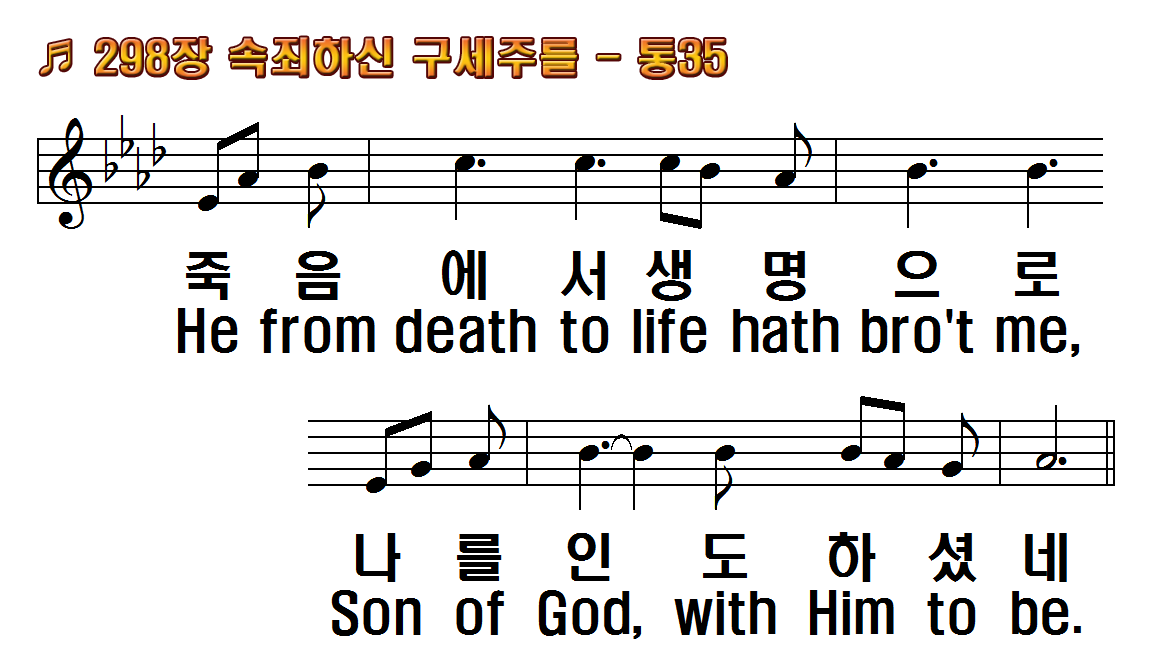 298장 속죄하신 구세주를 - 통35
죽 음 에 서 생 명 으 로
He from death to life hath bro't me,
나 를 인 도 하 셨 네
Son of God, with Him to be.